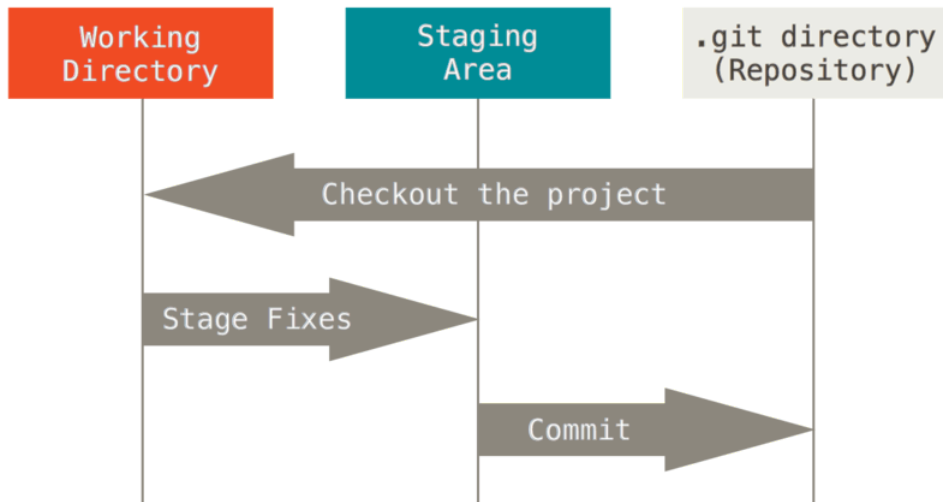 Working
Directory
Staging
Area
.git directory
(Repository)
Checkout the project
Stage Fixes
Commit